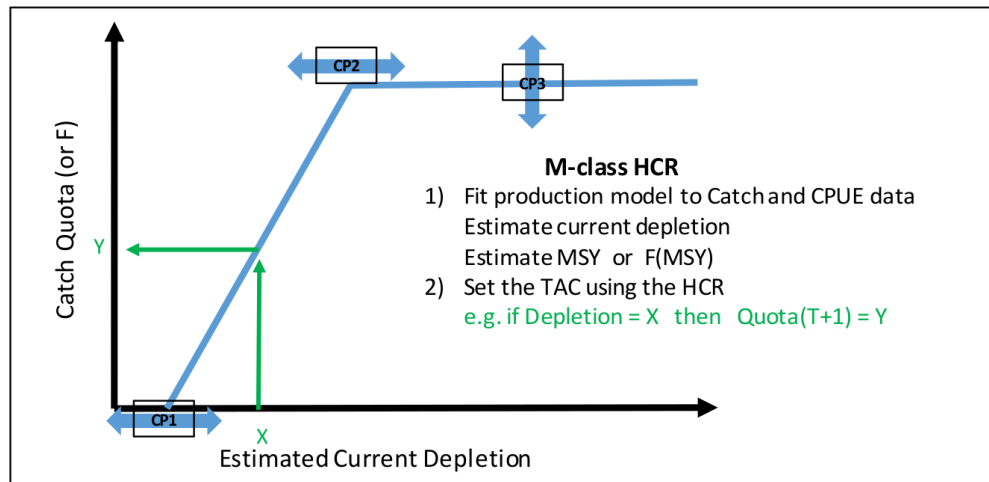 CP2
CP3
Catch Quota (or F)
M-class HCR
1) Fit production model to Catch and CPUE data
Estimate current depletion
Estimate MSY or F(MSY)
2) Set the TAC using the HCR
e.g. if Depletion = X then Quota(T+1) = Y
Y
CP1
X
Estimated Current Depletion